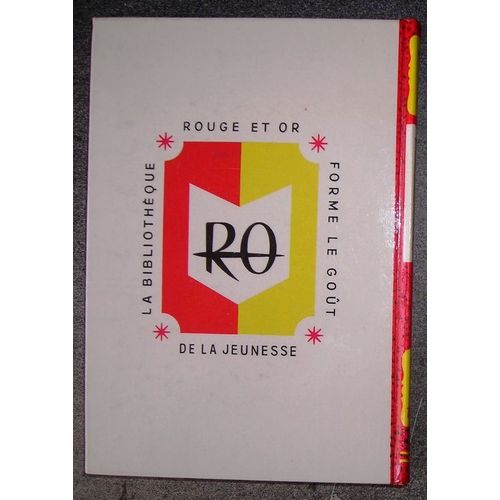 LA BIBLIOTHÈQUE
ROUGE ET OR
FORME LE GOÛT
DE LA JEUNESSE
RO